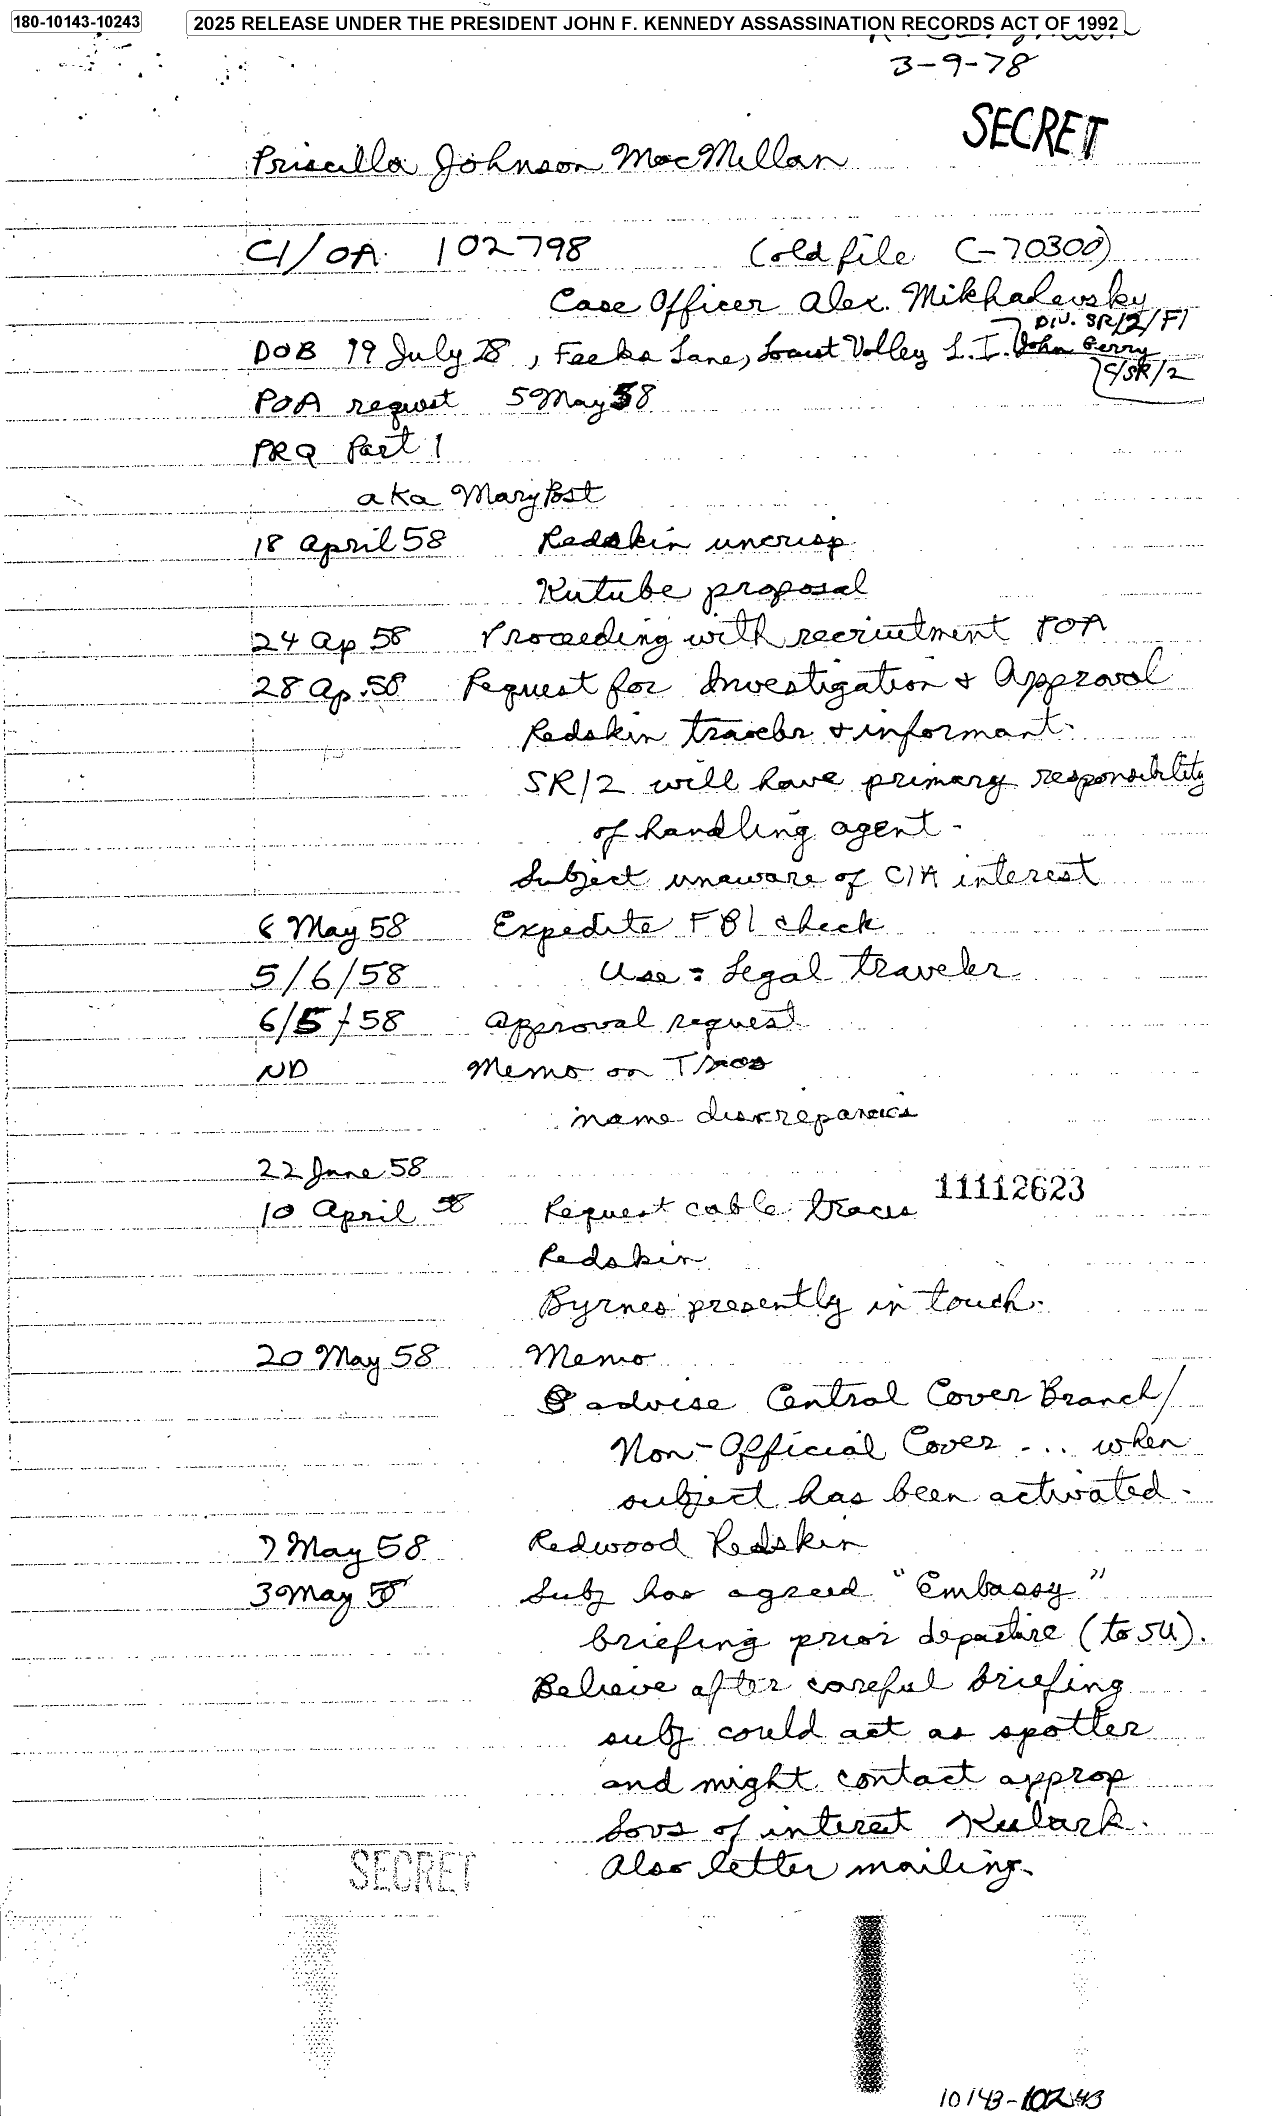 180-10143-10243
2025 RELEASE UNDER THE PRESIDENT JOHN F. KENNEDY ASSASSINATION RECORDS ACT OF 1992
3-9-78
SECRET
Priscilla Johnson MacMillan
CI/OA 102798 (old file C-70300)
Case Officer Alex. Mikhalevsky
Div. SR/2/FI
DOB 19 July 28, Feeks Lane, Locust Valley L.I. John Berry
C/SR/2
POA request 5 May 58
PRQ Part 1
aka Mary Post
18 April 58 Redskin uncrisp
Kutube proposal
24 Ap 58 Proceeding with recruitment POA
28 Ap. 58 Request for Investigation & Approval
Redskin traveler & informant.
SR/2 will have primary responsibility
of handling agent -
Subject unaware of CIA interest
6 May 58 Expedite FBI check
5/6/58 Use = Legal traveler
6/5/58 Approval request
ND Memo on
name discrepancies
22 June 58
11112623
10 April 58 Request cable traces
Redskin
Byrnes presently in touch.
20 May 58 Memo
advise Central Cover Branch/
Non-Official Cover ... when
subject has been activated.
7 May 58 Redwood Redskin
3 May 58 Subj has agreed "Embassy"
briefing prior departure (to SU).
Believe after careful briefing
subj could act as spotter
and might contact approp
Sovs of interest Kubark.
Also letter mailing.
SECRET
10143-10243